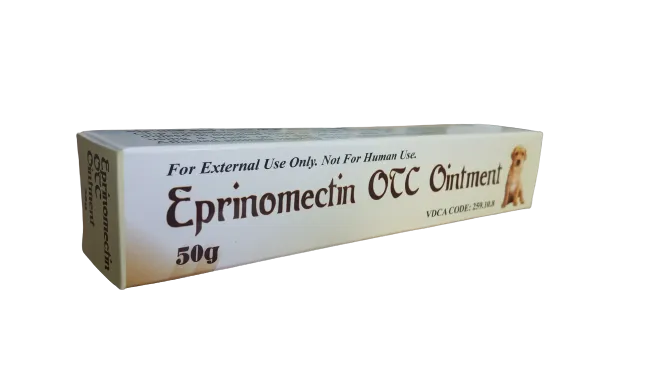 For External Use Only. Not For Human Use.
Eprinomectin OTC Ointment
VDCA CODE: 259.10.8
50g
Eprinomectin
OTC
Ointment